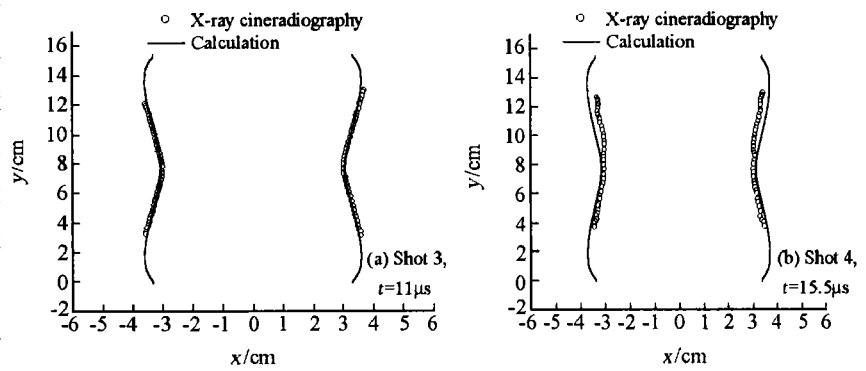 X-ray cineradiography
Calculation
16
14
12
10
8
6
4
2
0
-2
y/cm
(a) Shot 3,
t=11μs
-6 -5 -4 -3 -2 -1 0 1 2 3 4 5 6
x/cm
X-ray cineradiography
Calculation
16
14
12
10
8
6
4
2
0
-2
y/cm
(b) Shot 4,
t=15.5μs
-6 -5 -4 -3 -2 -1 0 1 2 3 4 5 6
x/cm